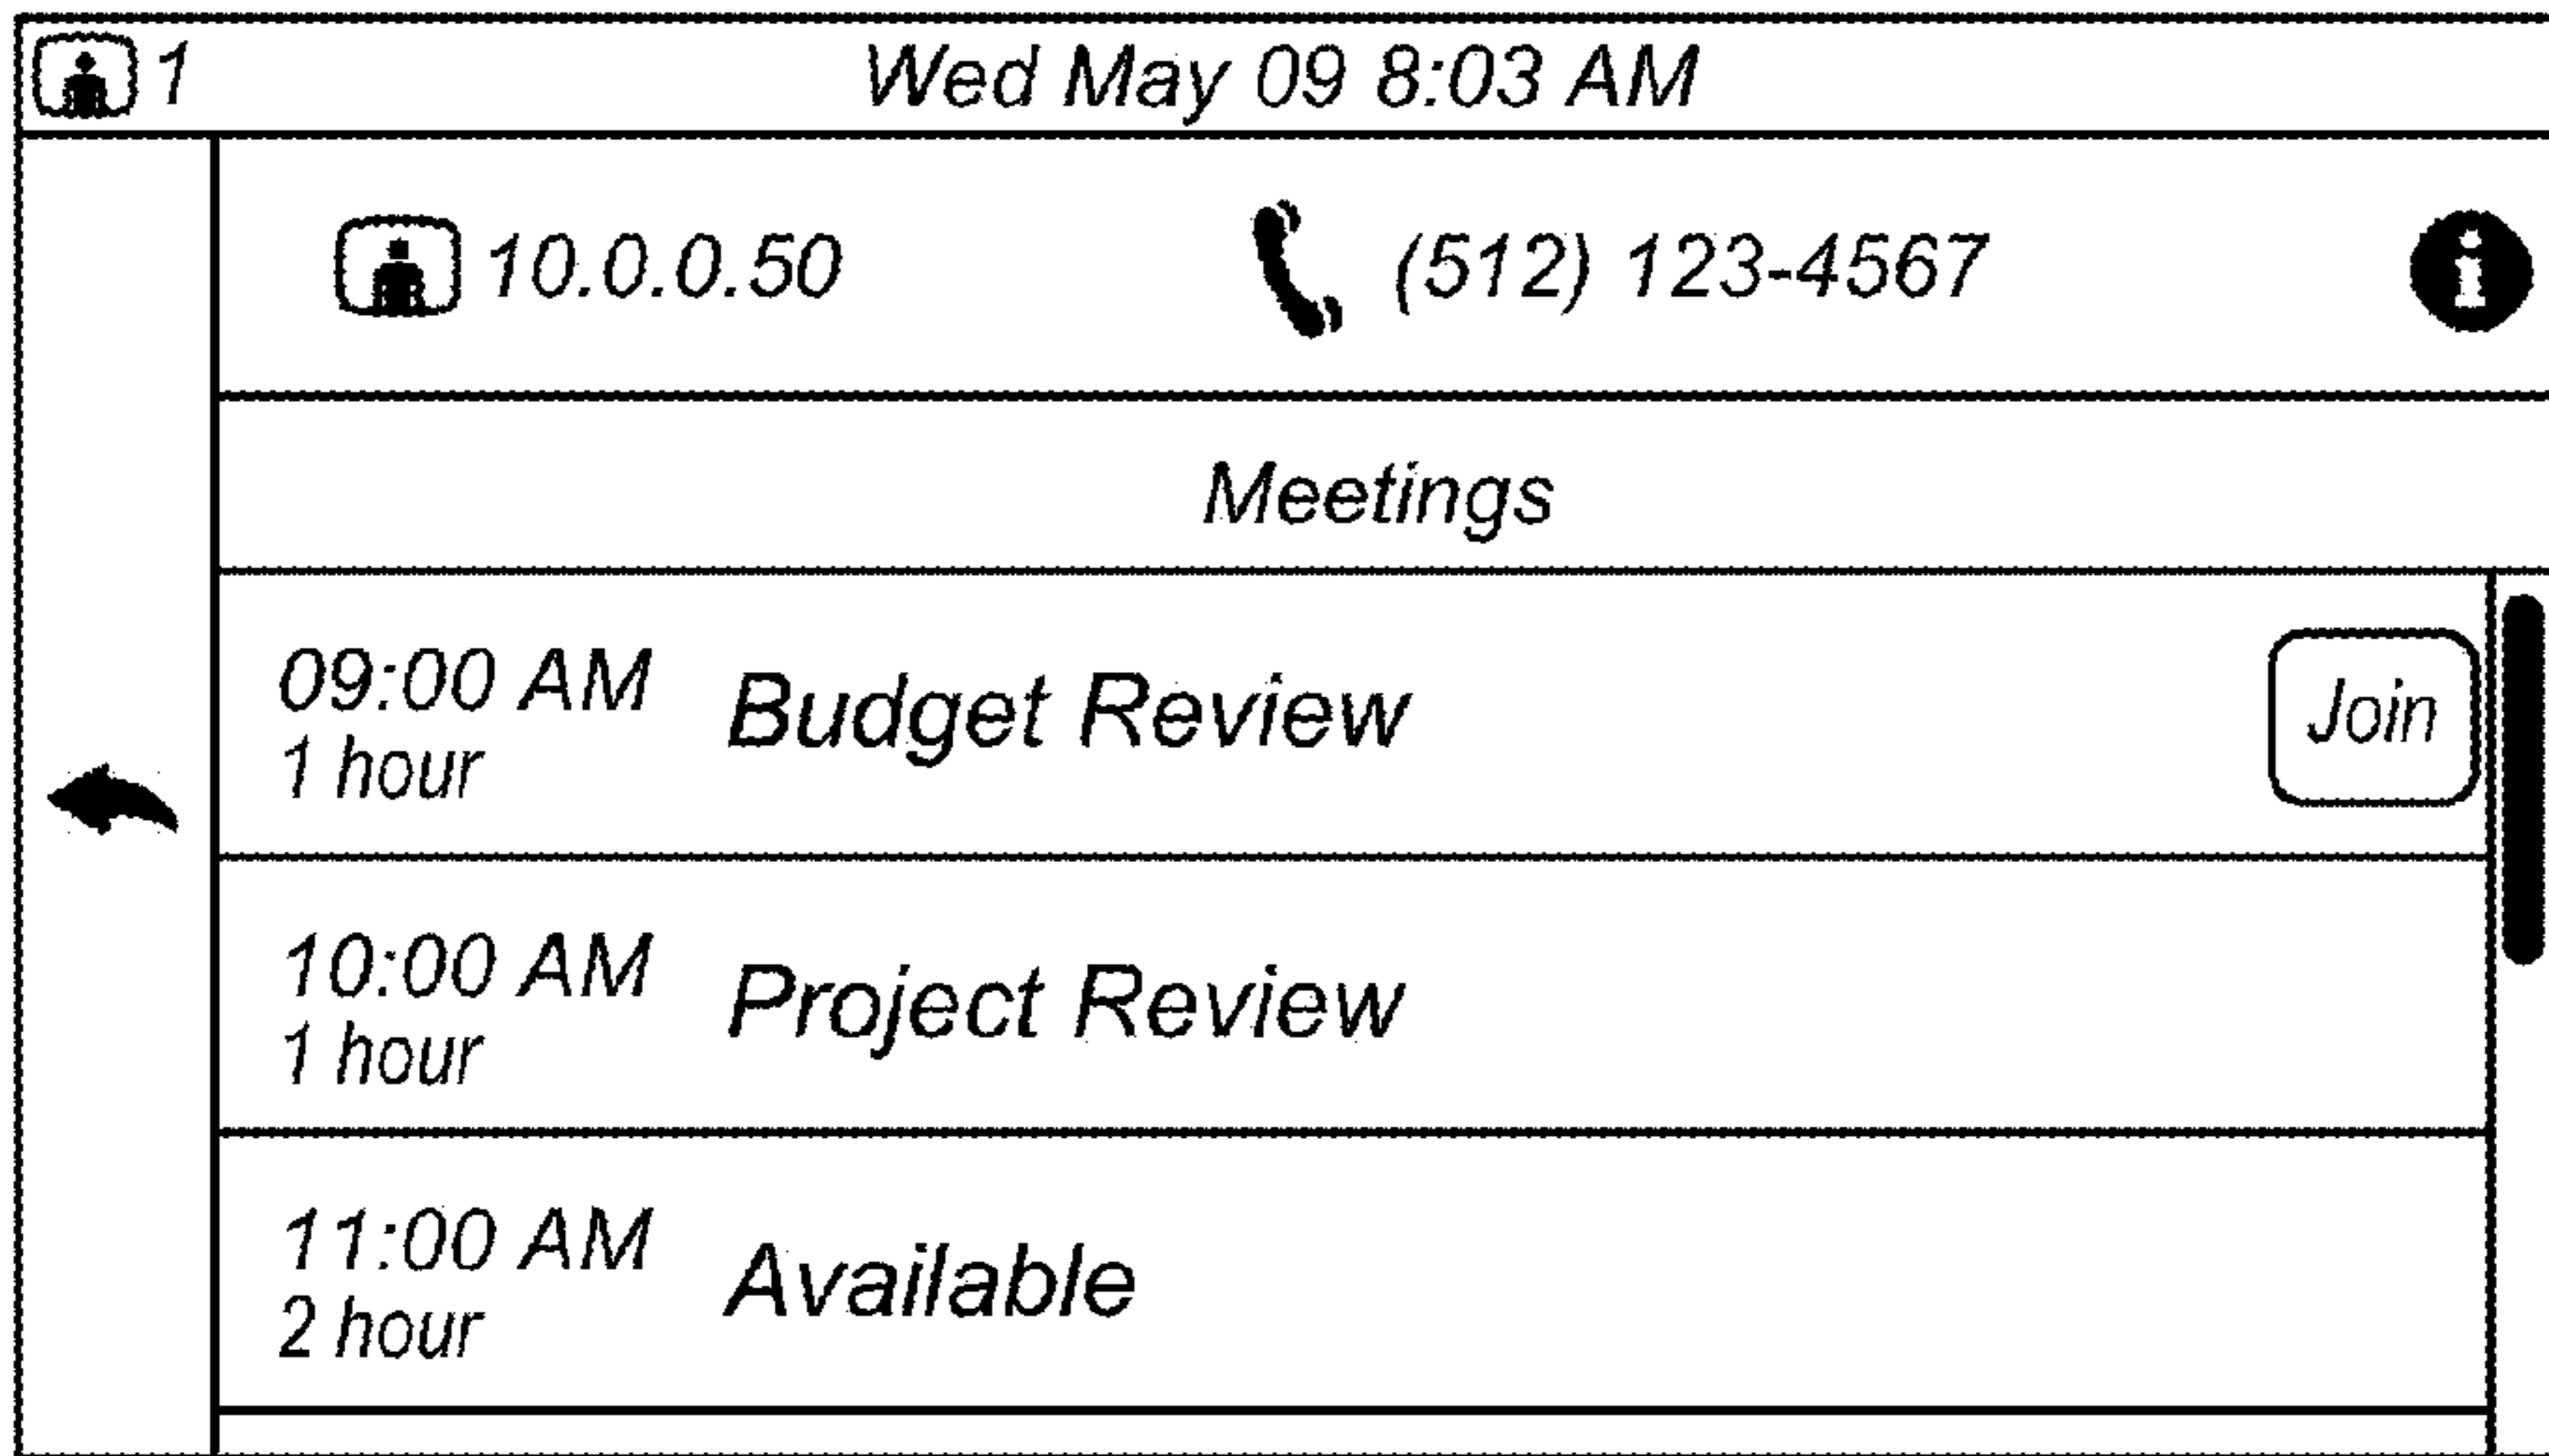 1
Wed May 09 8:03 AM
10.0.0.50
(512) 123-4567
i
Meetings
09:00 AM
1 hour
Budget Review
Join
10:00 AM
1 hour
Project Review
11:00 AM
2 hour
Available